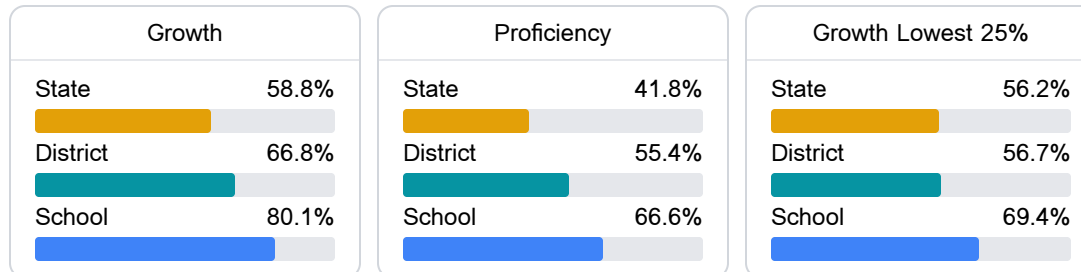 Growth
State 58.8%
District 66.8%
School 80.1%
Proficiency
State 41.8%
District 55.4%
School 66.6%
Growth Lowest 25%
State 56.2%
District 56.7%
School 69.4%